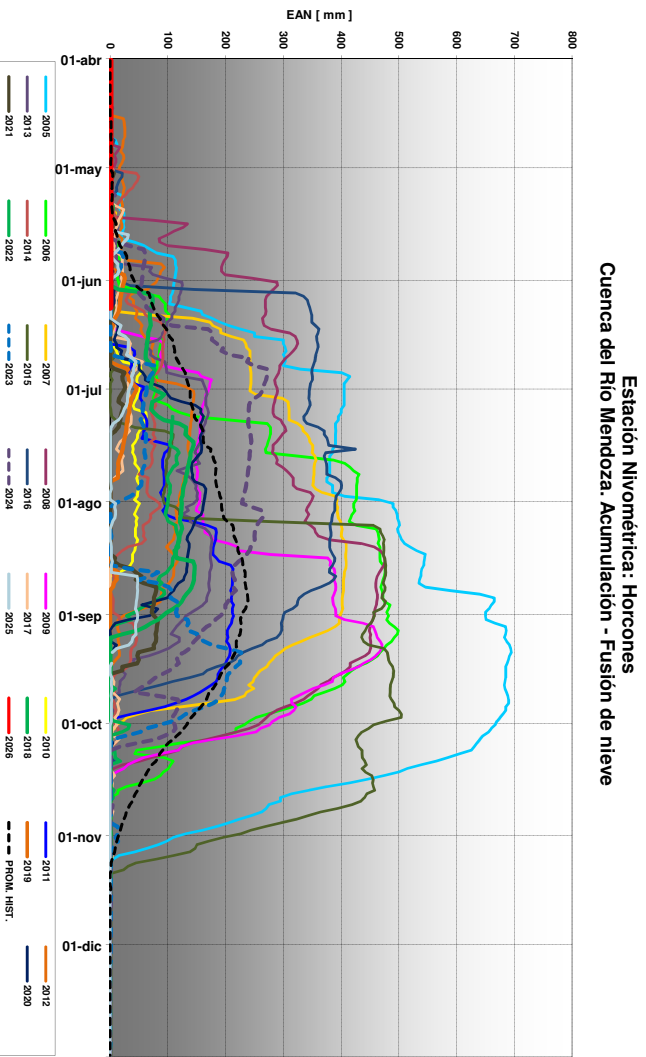 Estación Nivométrica: Horcones
Cuenca del Río Mendoza. Acumulación - Fusión de nieve
EAN [ mm ]
800
700
600
500
400
300
200
100
0
01-abr
01-may
01-jun
01-jul
01-ago
01-sep
01-oct
01-nov
01-dic
2005
2006
2007
2008
2009
2010
2011
2012
2013
2014
2015
2016
2017
2018
2019
2020
2021
2022
2023
2024
2025
2026
PROM. HIST.